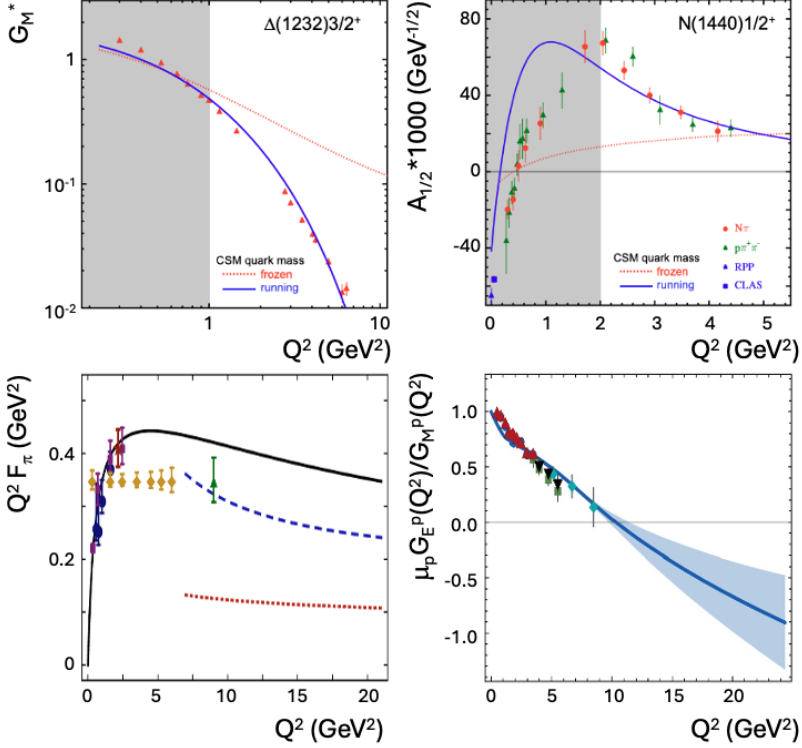 G_M^*
Δ(1232)3/2⁺
1
10⁻¹
10⁻²
CSM quark mass
frozen
running
1
10
Q² (GeV²)
A_{1/2} *1000 (GeV^{-1/2})
N(1440)1/2⁺
80
40
0
-40
Nπ
pπ⁺π⁻
RPP
CLAS
CSM quark mass
frozen
running
0
1
2
3
4
5
Q² (GeV²)
Q² F_π (GeV²)
0.4
0.2
0
0
5
10
15
20
Q² (GeV²)
μ_pG_E^p(Q²)/G_M^p(Q²)
1.0
0.5
0.0
-0.5
-1.0
0
5
10
15
20
Q² (GeV²)